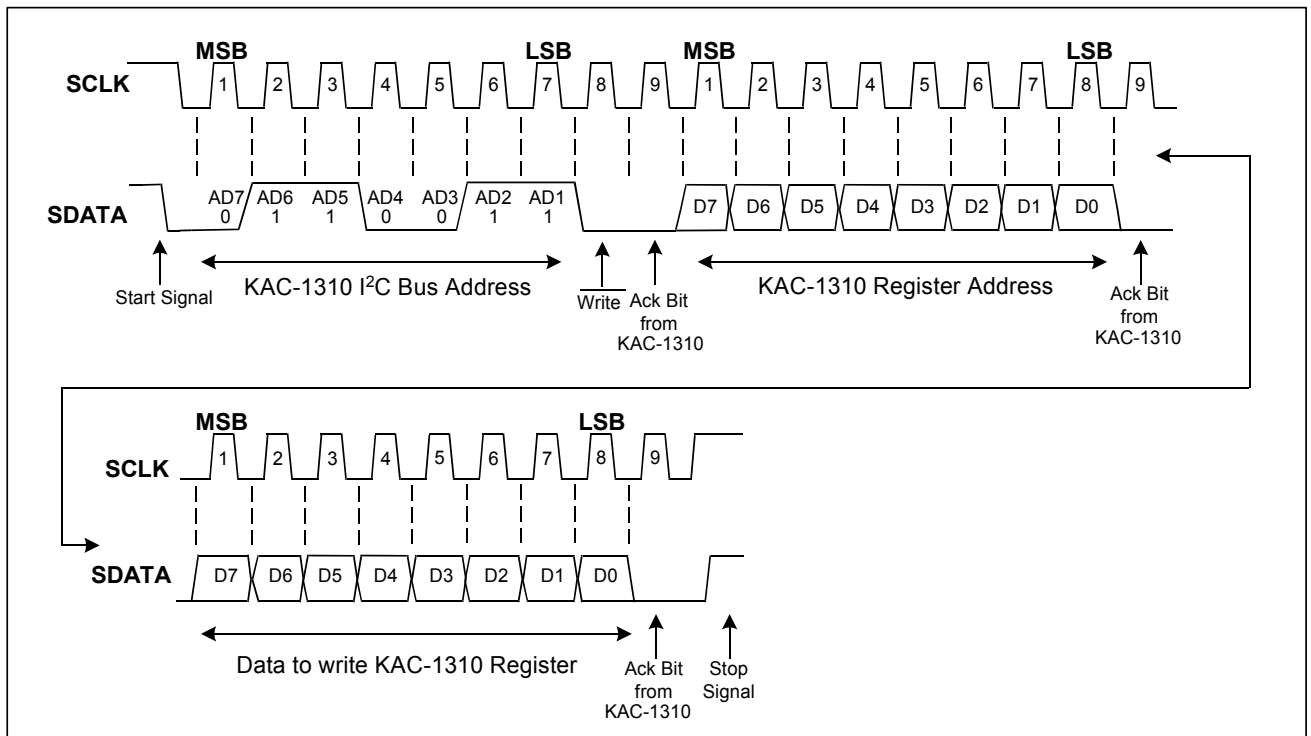 MSB LSB MSB LSB
SCLK 1 2 3 4 5 6 7 8 9 1 2 3 4 5 6 7 8 9
AD7 AD6 AD5 AD4 AD3 AD2 AD1
SDATA 0 1 1 0 0 1 1 D7 D6 D5 D4 D3 D2 D1 D0
Start Signal
KAC-1310 I²C Bus Address
Write
Ack Bit
from
KAC-1310
KAC-1310 Register Address
Ack Bit
from
KAC-1310
MSB LSB
SCLK 1 2 3 4 5 6 7 8 9
SDATA D7 D6 D5 D4 D3 D2 D1 D0
Data to write KAC-1310 Register
Ack Bit
from
KAC-1310
Stop
Signal